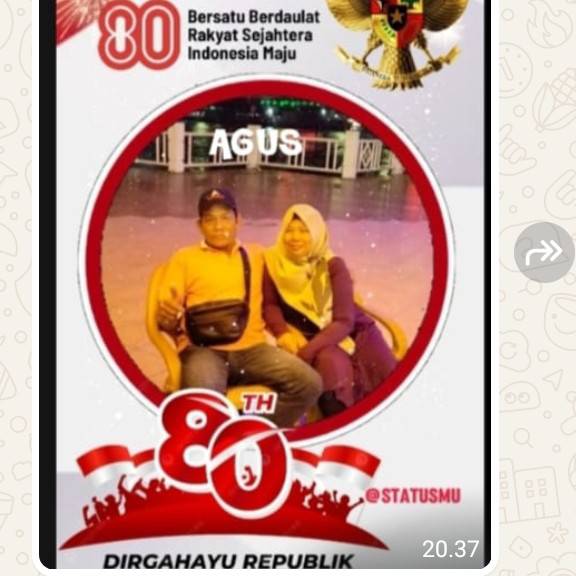 80
Bersatu Berdaulat
Rakyat Sejahtera
Indonesia Maju
AGUS
80
TH
@STATUSMU
20.37
DIRGAHAYU REPUBLIK